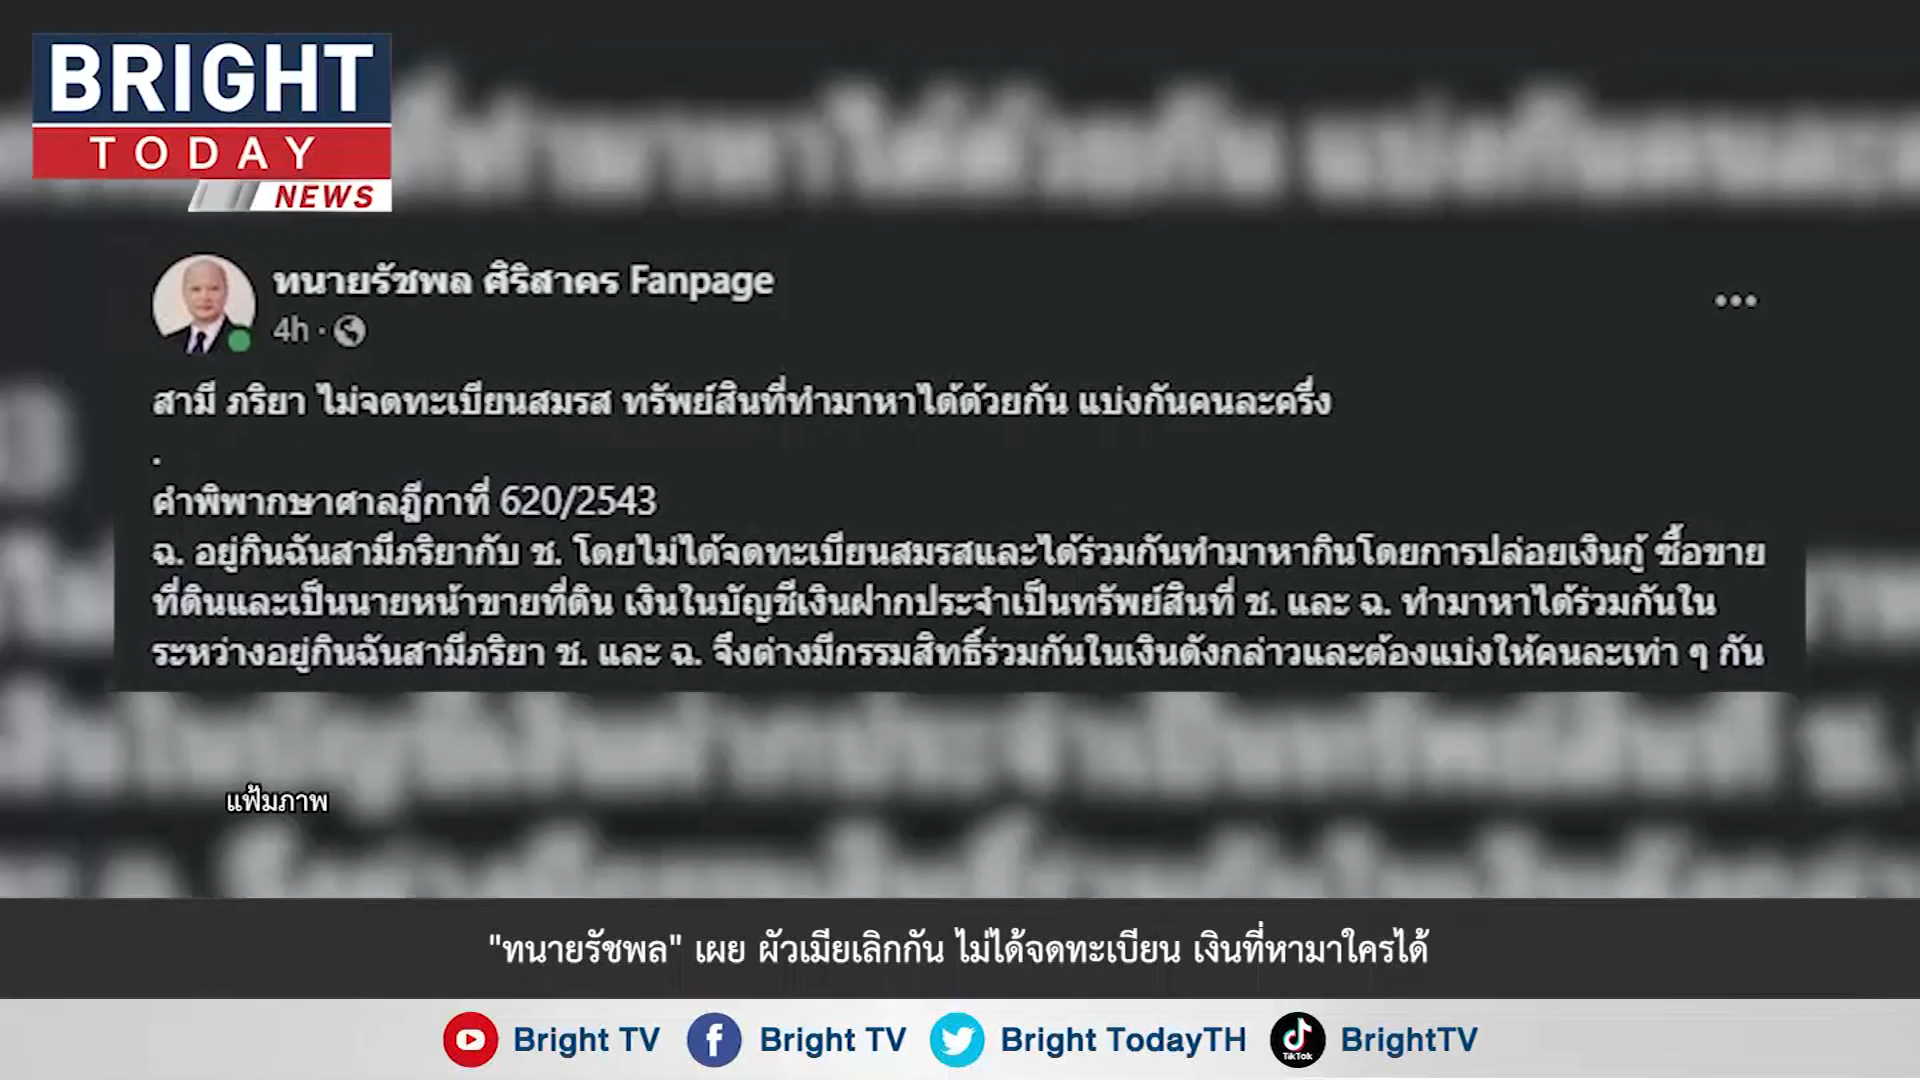 BRIGHT
TODAY
NEWS
ทนายรัชพล ศิริสาคร Fanpage
4h ·
สามี ภริยา ไม่จดทะเบียนสมรส ทรัพย์สินที่ทำมาหาได้ด้วยกัน แบ่งกันคนละครึ่ง
.
คำพิพากษาศาลฎีกาที่ 620/2543
ฉ. อยู่กินฉันสามีภริยากับ ช. โดยไม่ได้จดทะเบียนสมรสและได้ร่วมกันทำมาหากินโดยการปล่อยเงินกู้ ซื้อขาย
ที่ดินและเป็นนายหน้าขายที่ดิน เงินในบัญชีเงินฝากประจำเป็นทรัพย์สินที่ ช. และ ฉ. ทำมาหาได้ร่วมกันใน
ระหว่างอยู่กินฉันสามีภริยา ช. และ ฉ. จึงต่างมีกรรมสิทธิ์ร่วมกันในเงินดังกล่าวและต้องแบ่งให้คนละเท่า ๆ กัน
แฟ้มภาพ
"ทนายรัชพล" เผย ผัวเมียเลิกกัน ไม่ได้จดทะเบียน เงินที่หามาใครได้
Bright TV Bright TV Bright TodayTH TikTok BrightTV